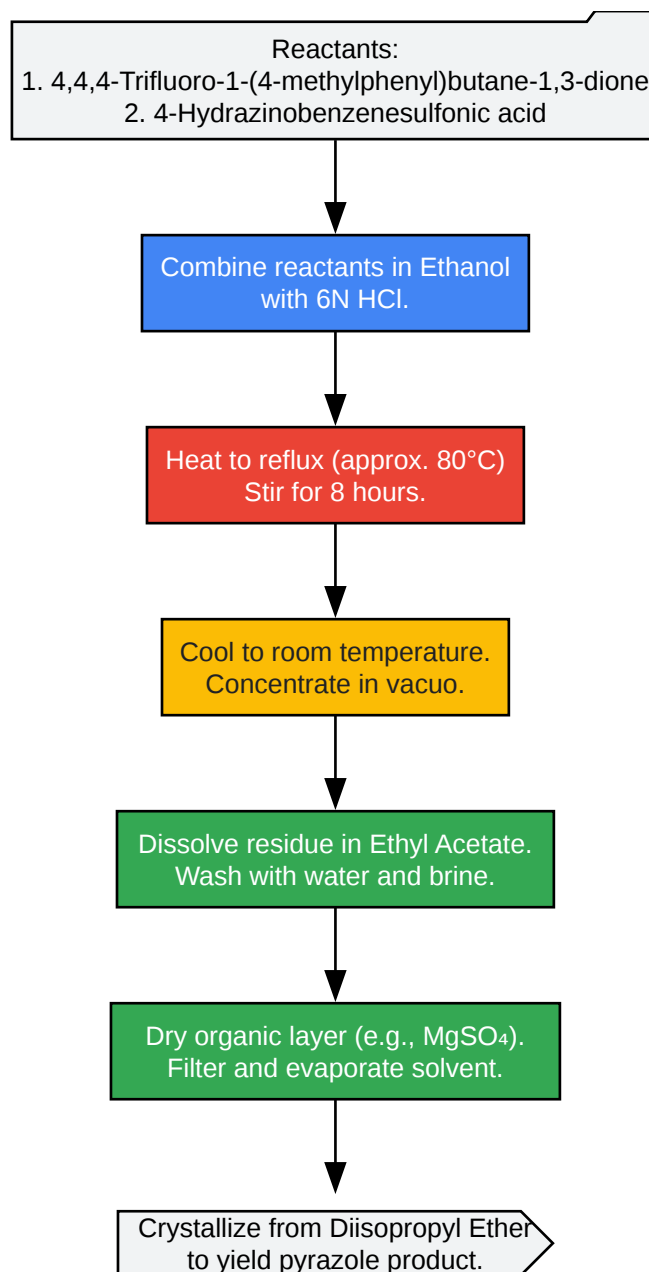 Reactants:
1. 4,4,4-Trifluoro-1-(4-methylphenyl)butane-1,3-dione
2. 4-Hydrazinobenzenesulfonic acid
Combine reactants in Ethanol
with 6N HCl.
Heat to reflux (approx. 80°C)
Stir for 8 hours.
Cool to room temperature.
Concentrate in vacuo.
Dissolve residue in Ethyl Acetate.
Wash with water and brine.
Dry organic layer (e.g., MgSO₄).
Filter and evaporate solvent.
Crystallize from Diisopropyl Ether
to yield pyrazole product.